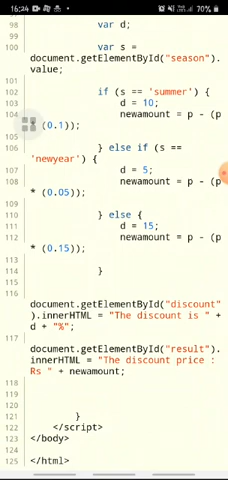 16:24
70%
98 var d;
99
100 var s =
document.getElementById("season").
value;
101
102 if (s == 'summer') {
103 d = 10;
104 newamount = p - (p
* (0.1));
105
106 } else if (s ==
'newyear') {
107 d = 5;
108 newamount = p - (p
* (0.05));
109
110 } else {
111 d = 15;
112 newamount = p - (p
* (0.15));
113
114 }
115
116
document.getElementById("discount"
).innerHTML = "The discount is " +
d + "%";
117
document.getElementById("result").
innerHTML = "The discount price :
Rs " + newamount;
118
119
120
121 }
122 </script>
123 </body>
124
125 </html>